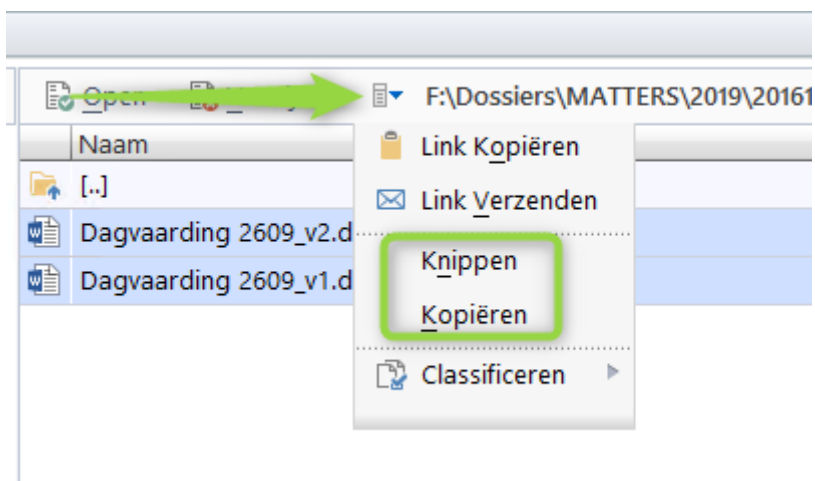 Open
F:\Dossiers\MATTERS\2019\20161
Naam
Link Kopiëren
[..]
Link Verzenden
Dagvaarding 2609_v2.d
Knippen
Dagvaarding 2609_v1.d
Kopiëren
Classificeren